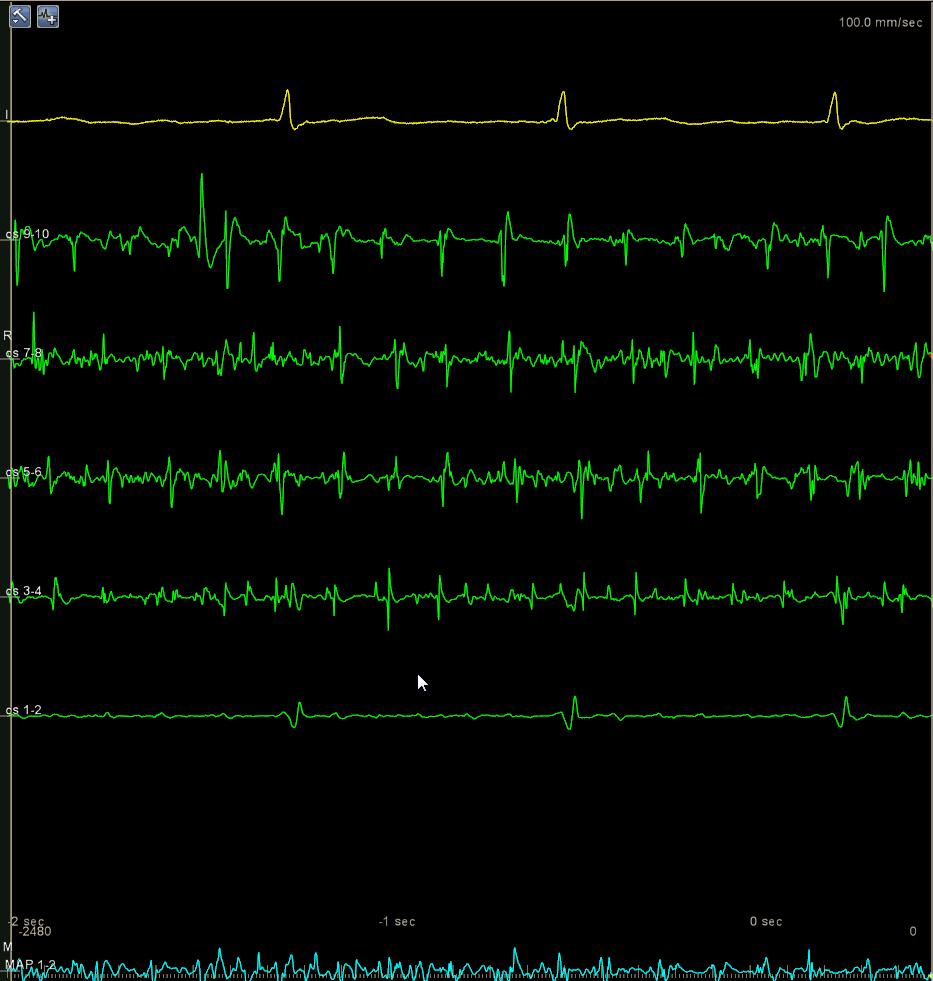 100.0 mm/sec
I
cs 9-10
R
cs 7-8
cs 5-6
cs 3-4
cs 1-2
-2 sec
-1 sec
0 sec
-2480
0
M
MAP 1-2